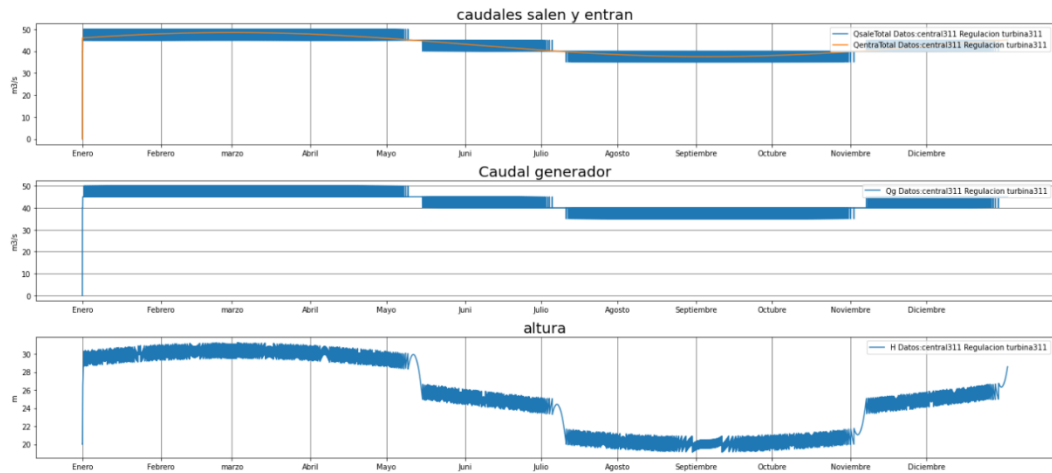 caudales salen y entran
m3/s
50
40
30
20
10
0
QsaleTotal Datos:central311 Regulacion turbina311
QentraTotal Datos:central311 Regulacion turbina311
Enero Febrero marzo Abril Mayo Juni Julio Agosto Septiembre Octubre Noviembre Diciembre
Caudal generador
m3/s
50
40
30
20
10
0
Qg Datos:central311 Regulacion turbina311
Enero Febrero marzo Abril Mayo Juni Julio Agosto Septiembre Octubre Noviembre Diciembre
altura
m
30
28
26
24
22
20
H Datos:central311 Regulacion turbina311
Enero Febrero marzo Abril Mayo Juni Julio Agosto Septiembre Octubre Noviembre Diciembre